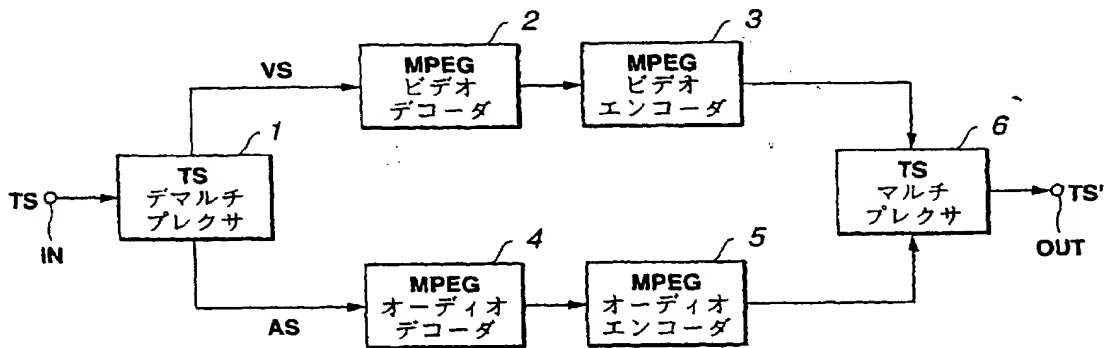 2
3
VS
MPEG
ビデオ
デコーダ
MPEG
ビデオ
エンコーダ
1
6
TS
TS
デマルチ
プレクサ
TS
マルチ
プレクサ
TS'
IN
OUT
4
5
AS
MPEG
オーディオ
デコーダ
MPEG
オーディオ
エンコーダ